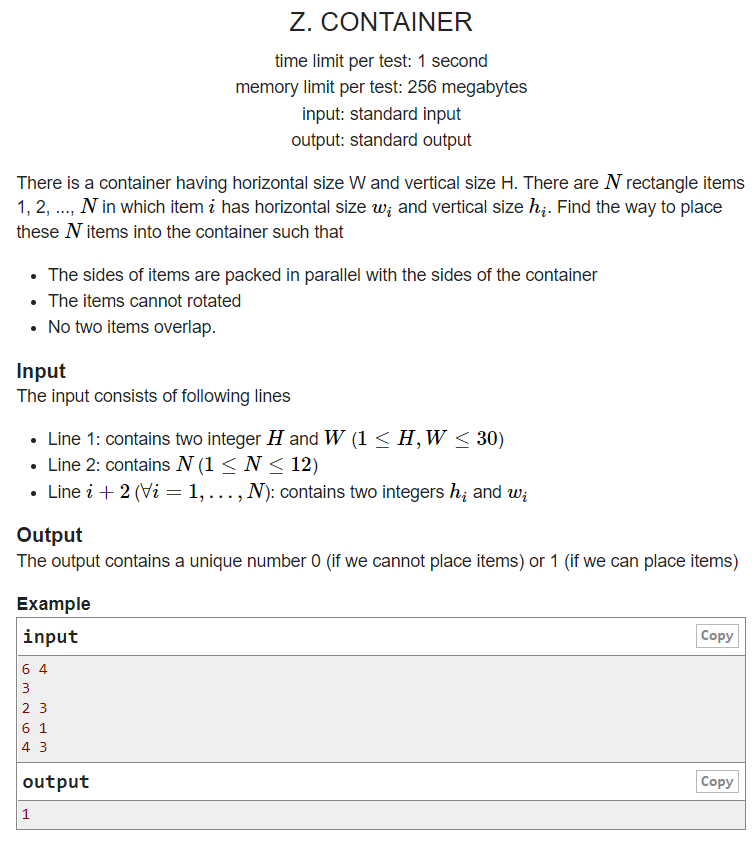 Z. CONTAINER
time limit per test: 1 second
memory limit per test: 256 megabytes
input: standard input
output: standard output
There is a container having horizontal size W and vertical size H. There are N rectangle items
1, 2, ..., N in which item i has horizontal size w_i and vertical size h_i. Find the way to place
these N items into the container such that
• The sides of items are packed in parallel with the sides of the container
• The items cannot rotated
• No two items overlap.
Input
The input consists of following lines
• Line 1: contains two integer H and W (1 ≤ H, W ≤ 30)
• Line 2: contains N (1 ≤ N ≤ 12)
• Line i + 2 (∀i = 1, . . . , N): contains two integers h_i and w_i
Output
The output contains a unique number 0 (if we cannot place items) or 1 (if we can place items)
Example
input Copy
6 4
3
2 3
6 1
4 3
output Copy
1